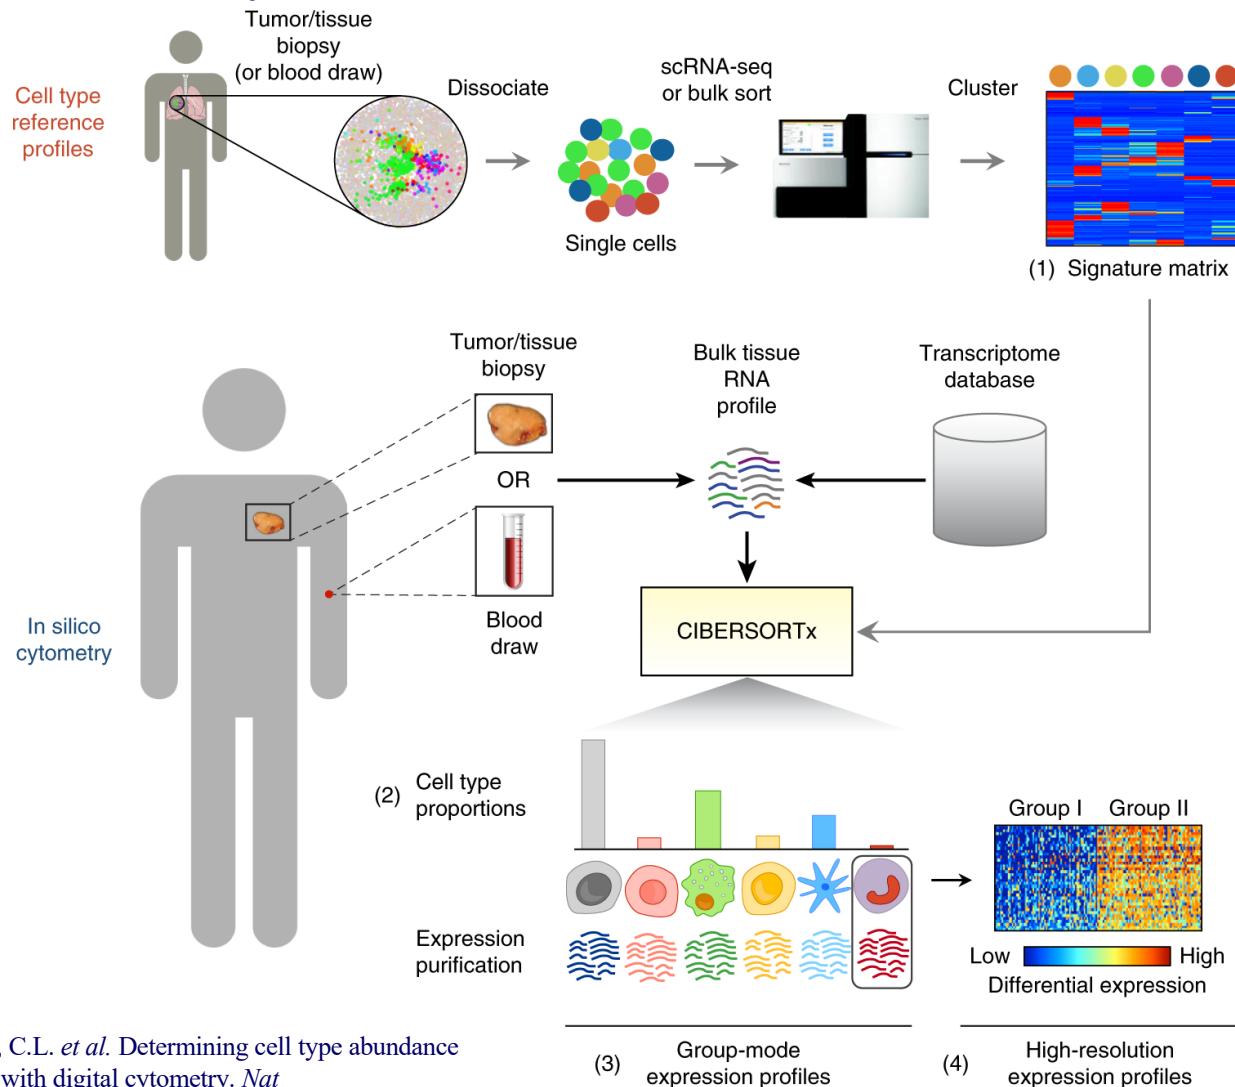 Tumor/tissue
biopsy
(or blood draw)
Cell type
reference
profiles
Dissociate
Single cells
scRNA-seq
or bulk sort
Cluster
(1) Signature matrix
In silico
cytometry
Tumor/tissue
biopsy
OR
Blood
draw
Bulk tissue
RNA
profile
Transcriptome
database
CIBERSORTx
(2) Cell type
proportions
Expression
purification
Group I Group II
Low High
Differential expression
(3) Group-mode
expression profiles
(4) High-resolution
expression profiles
, C.L. et al. Determining cell type abundance
with digital cytometry. Nat